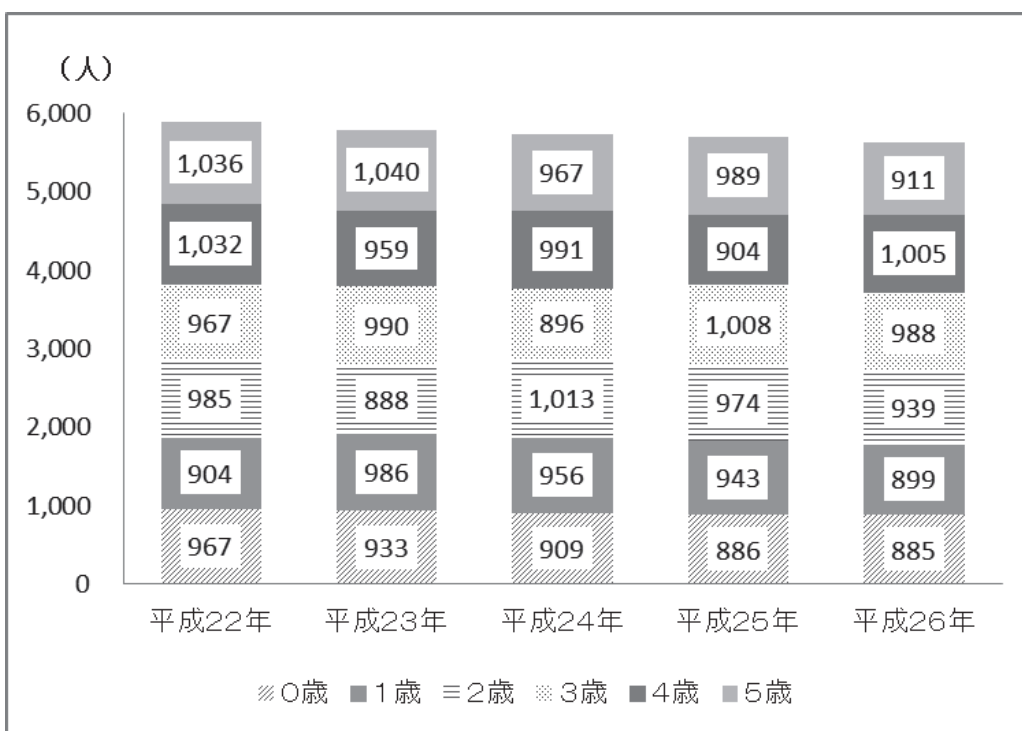 （人）
6,000
5,000
4,000
3,000
2,000
1,000
0
1,036 1,040 967 989 911
1,032 959 991 904 1,005
967 990 896 1,008 988
985 888 1,013 974 939
904 986 956 943 899
967 933 909 886 885
平成22年 平成23年 平成24年 平成25年 平成26年
0歳 1歳 2歳 3歳 4歳 5歳